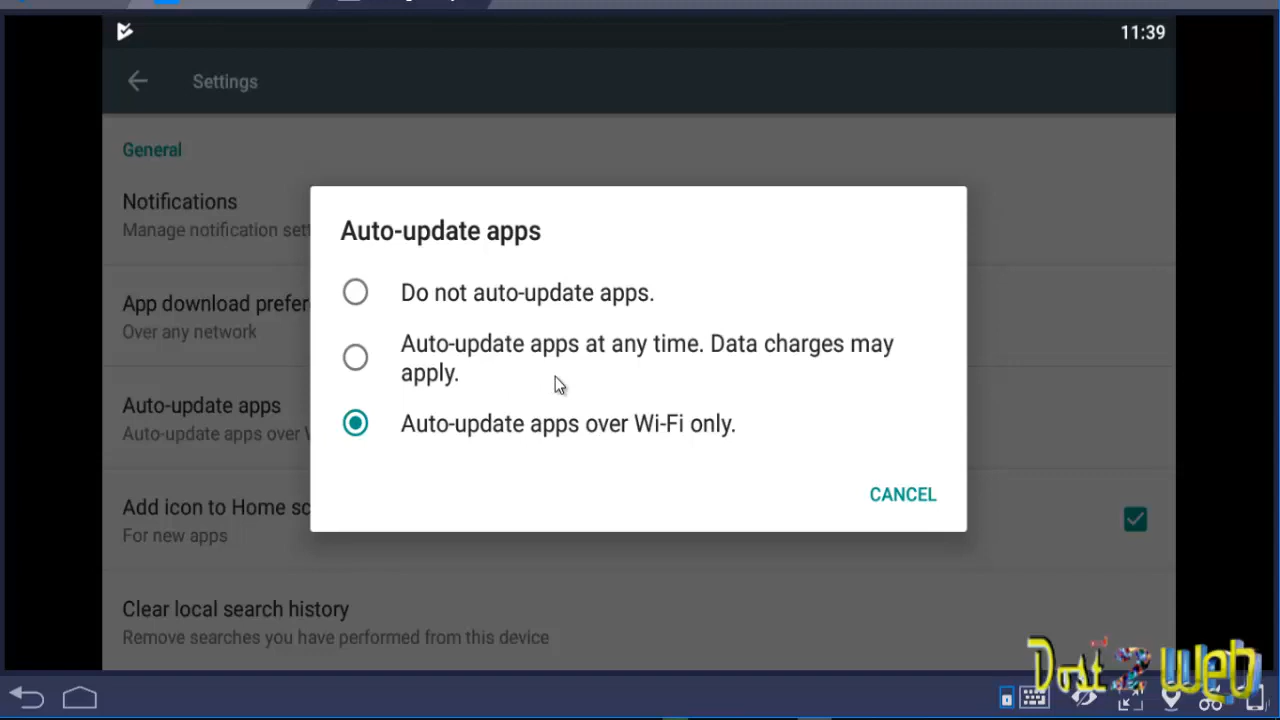 11:39
Settings
General
Notifications
Manage notification
Auto-update apps
Do not auto-update apps.
Auto-update apps at any time. Data charges may
apply.
Auto-update apps over Wi-Fi only.
CANCEL
App download
Over any network
Auto-update apps
Auto-update apps over
Add icon to Home
For new apps
Clear local search history
Remove searches you have performed from this device
Dost 2 Web